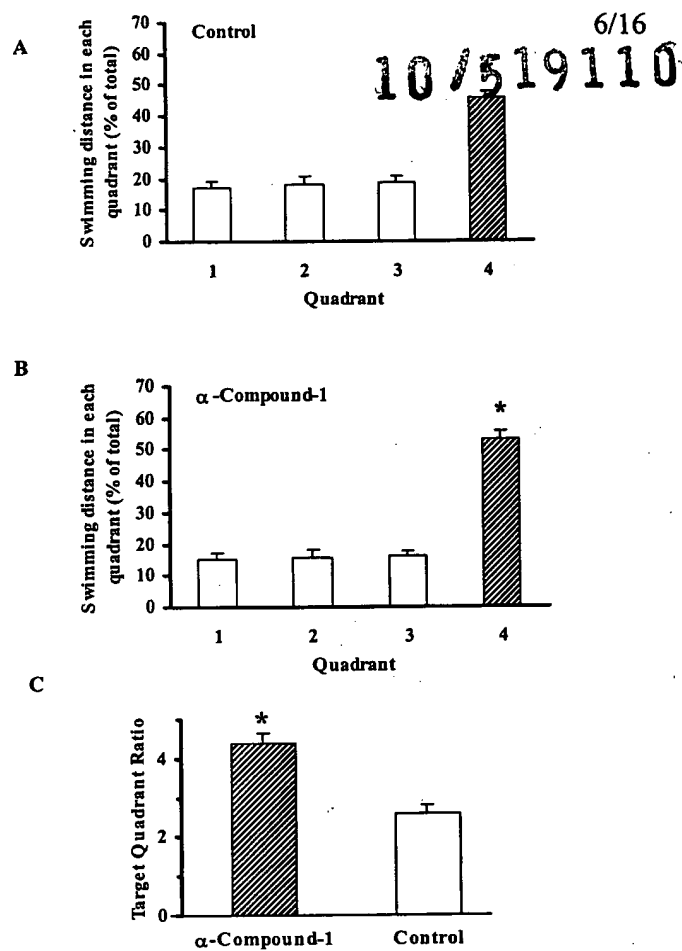 6/16
10/519110
A
Control
Swimming distance in each
quadrant (% of total)
70
60
50
40
30
20
10
0
1 2 3 4
Quadrant
B
α-Compound-1
Swimming distance in each
quadrant (% of total)
70
60
50
40
30
20
10
0
*
1 2 3 4
Quadrant
C
Target Quadrant Ratio
4
2
0
*
α-Compound-1 Control